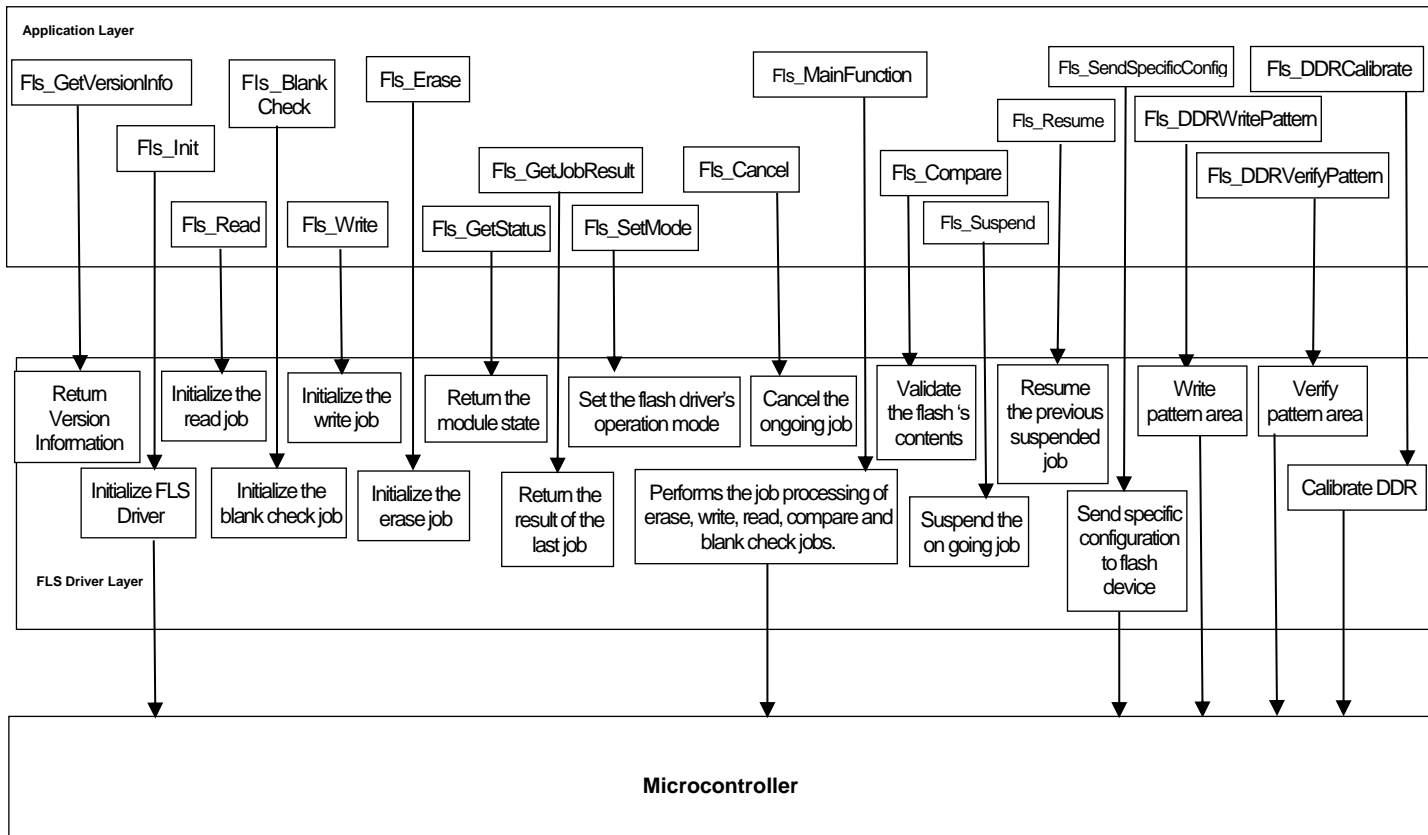 Application Layer
Fls_GetVersionInfo
Fls_Blank
Check
Fls_Erase
Fls_MainFunction
Fls_SendSpecificConfig
Fls_DDRCalibrate
Fls_Init
Fls_Resume
Fls_DDRWritePattern
Fls_GetJobResult
Fls_Cancel
Fls_Compare
Fls_DDRVerifyPattern
Fls_Read
Fls_Write
Fls_GetStatus
Fls_SetMode
Fls_Suspend
Return
Version
Information
Initialize the
read job
Initialize the
write job
Return the
module state
Set the flash driver's
operation mode
Cancel the
ongoing job
Validate
the flash ‘s
contents
Resume
the previous
suspended
job
Write
pattern area
Verify
pattern area
Initialize FLS
Driver
Initialize the
blank check job
Initialize the
erase job
Return the
result of the
last job
Performs the job processing of
erase, write, read, compare and
blank check jobs.
Suspend the
on going job
Send specific
configuration
to flash
device
Calibrate DDR
FLS Driver Layer
Microcontroller